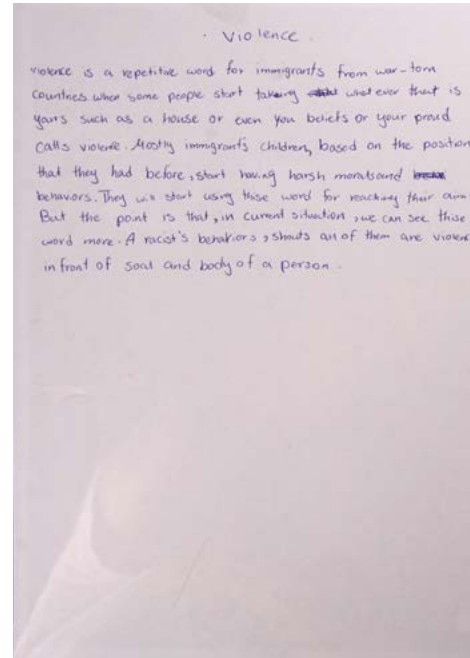 . Violence .
violence is a repetitive word for immigrants from war-torn
countries when some people start taking what ever that is
yours such as a house or even you beliefs or your proud
calls violence. Mostly immigrants children, based on the position
that they had before, start having harsh morals and
behaviors. They will start using thise word for reaching their aim
But the point is that, in current situation, we can see thise
word more. A racist's behaviors, shouts all of them are violence
in front of soal and body of a person.